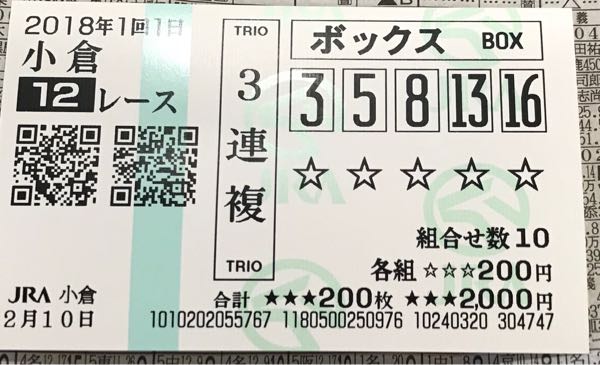 2018年1回1日
小倉
12レース
JRA 小倉
2月10日
TRIO
3連複
TRIO
ボックス BOX
3 5 8 13 16
☆ ☆ ☆ ☆ ☆
組合せ数10
各組 ☆☆☆200円
合計 ★★★200枚 ★★★2,000円
1010202055767 1180500250976 10240320 304747